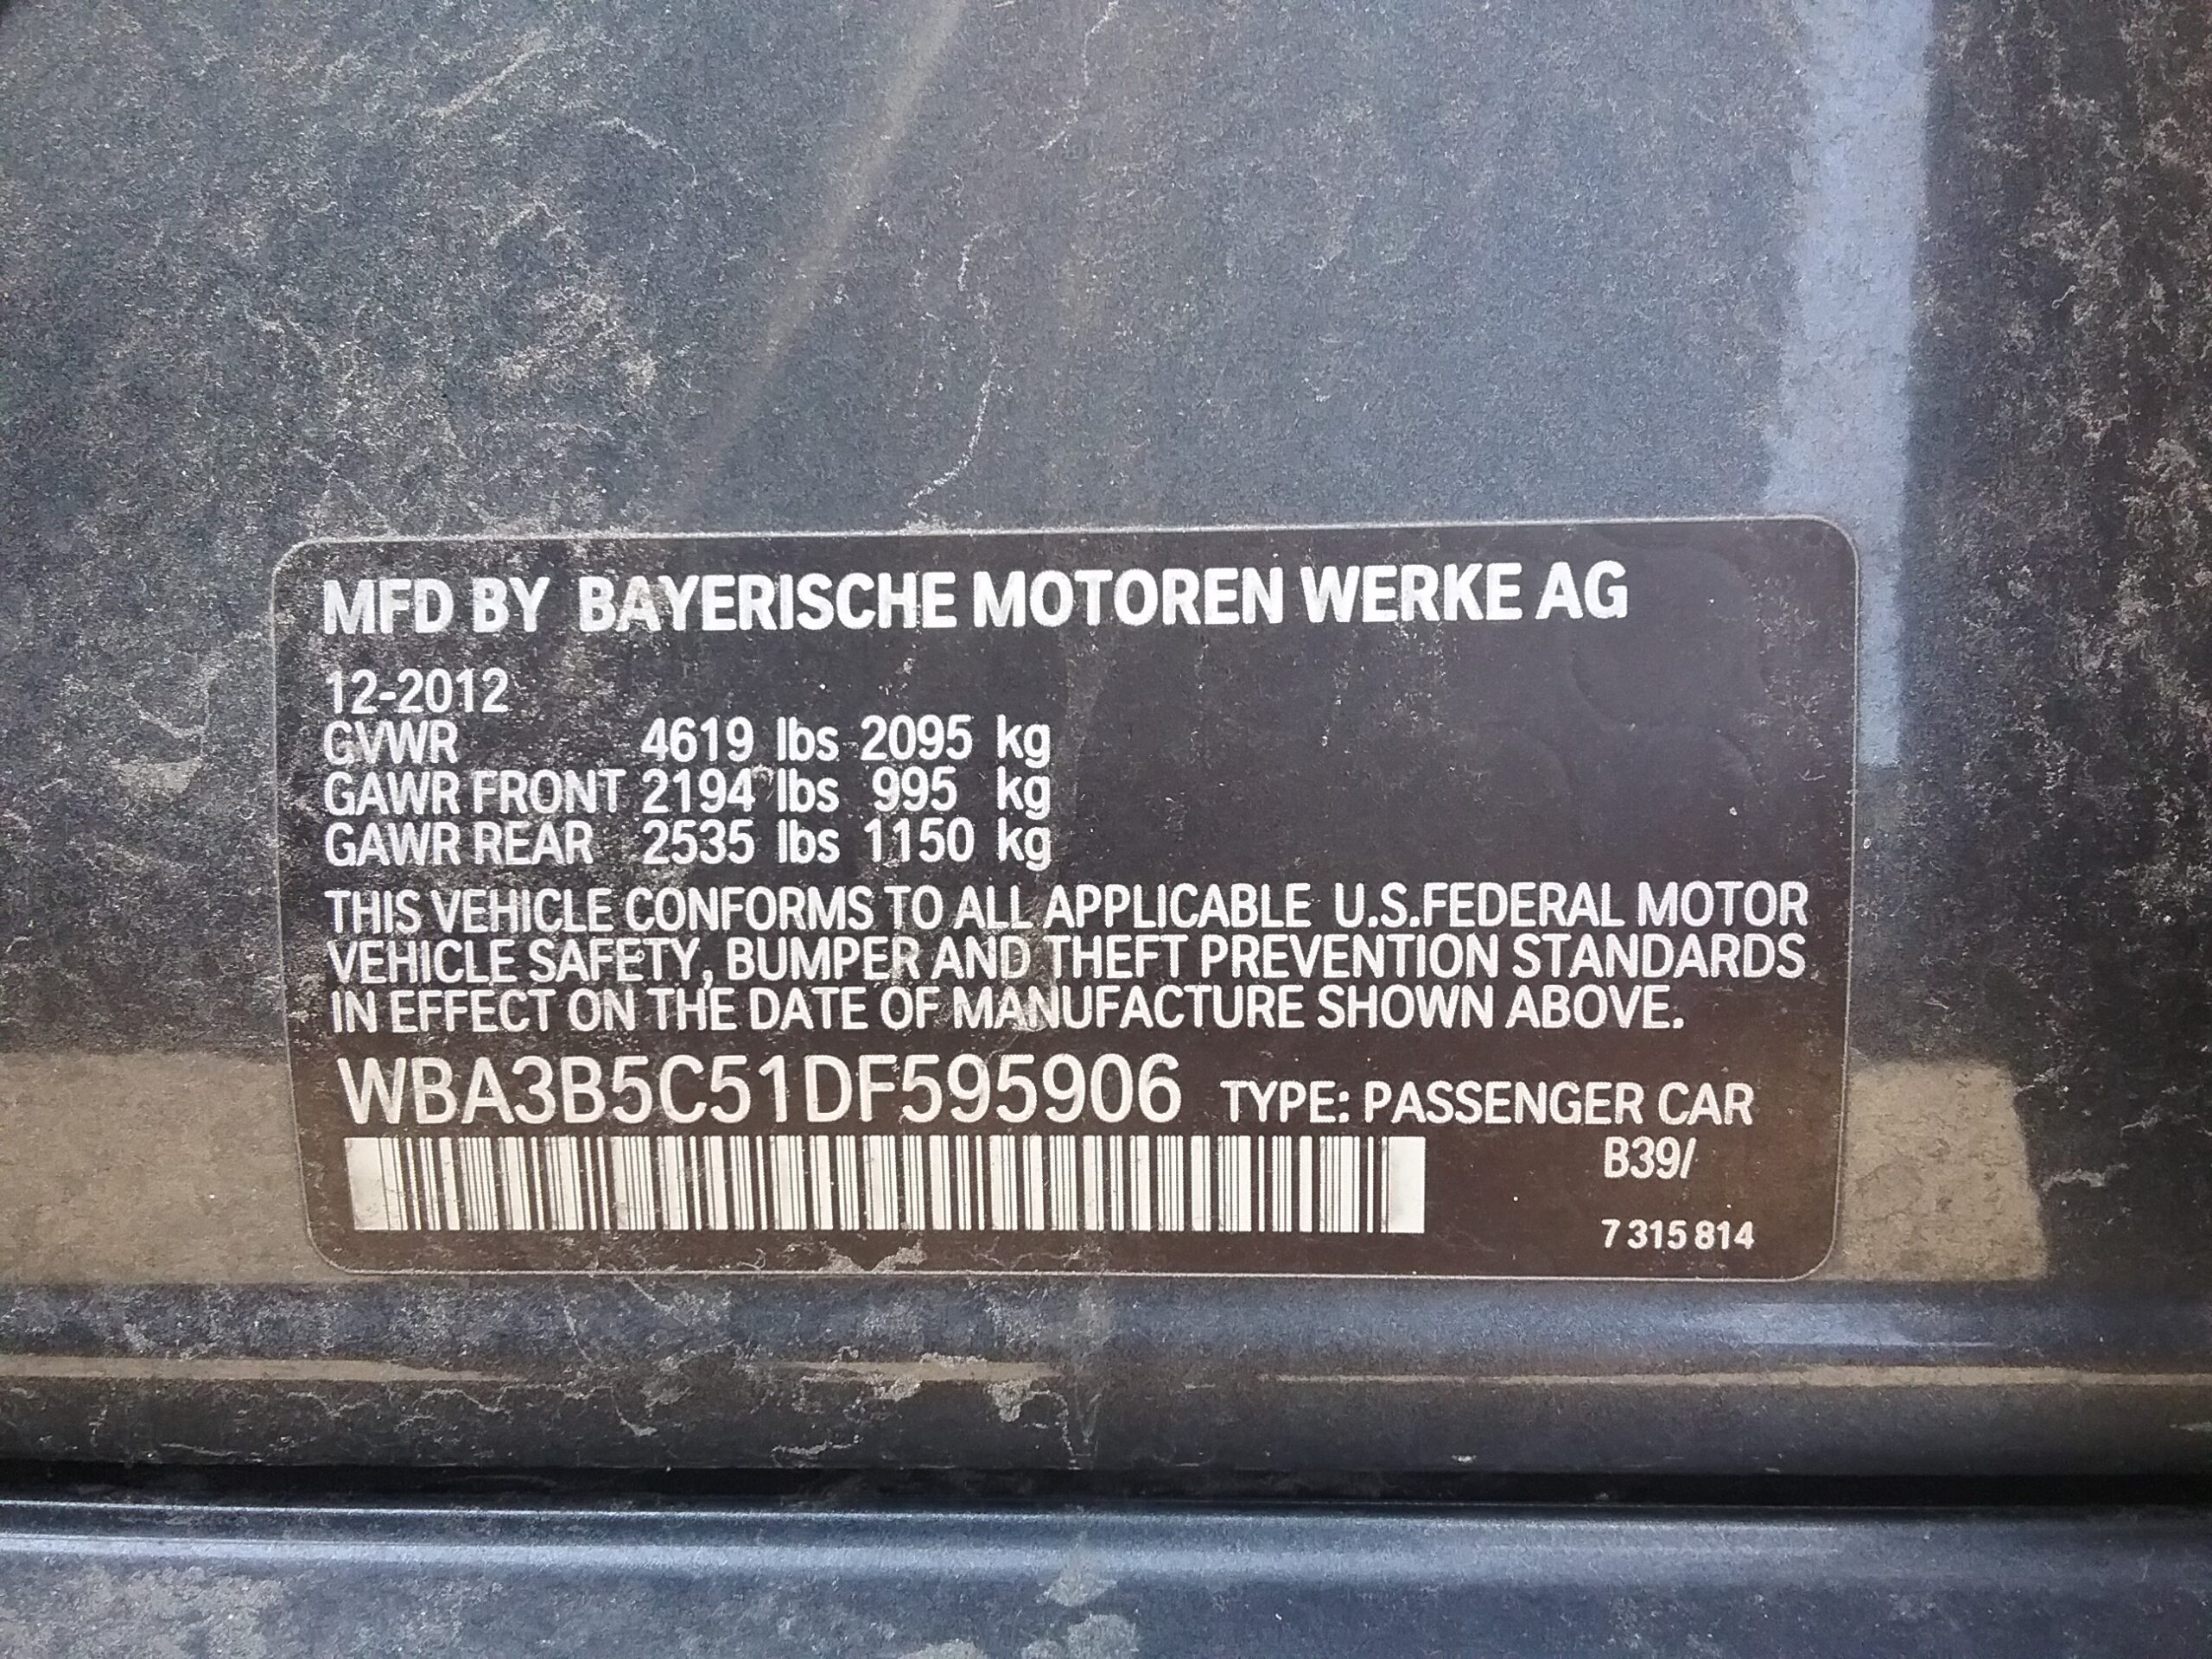 MFD BY BAYERISCHE MOTOREN WERKE AG
12-2012
GVWR 4619 lbs 2095 kg
GAWR FRONT 2194 lbs 995 kg
GAWR REAR 2535 lbs 1150 kg
THIS VEHICLE CONFORMS TO ALL APPLICABLE U.S.FEDERAL MOTOR
VEHICLE SAFETY, BUMPER AND THEFT PREVENTION STANDARDS
IN EFFECT ON THE DATE OF MANUFACTURE SHOWN ABOVE.
WBA3B5C51DF595906 TYPE: PASSENGER CAR
B39/
7 315 814